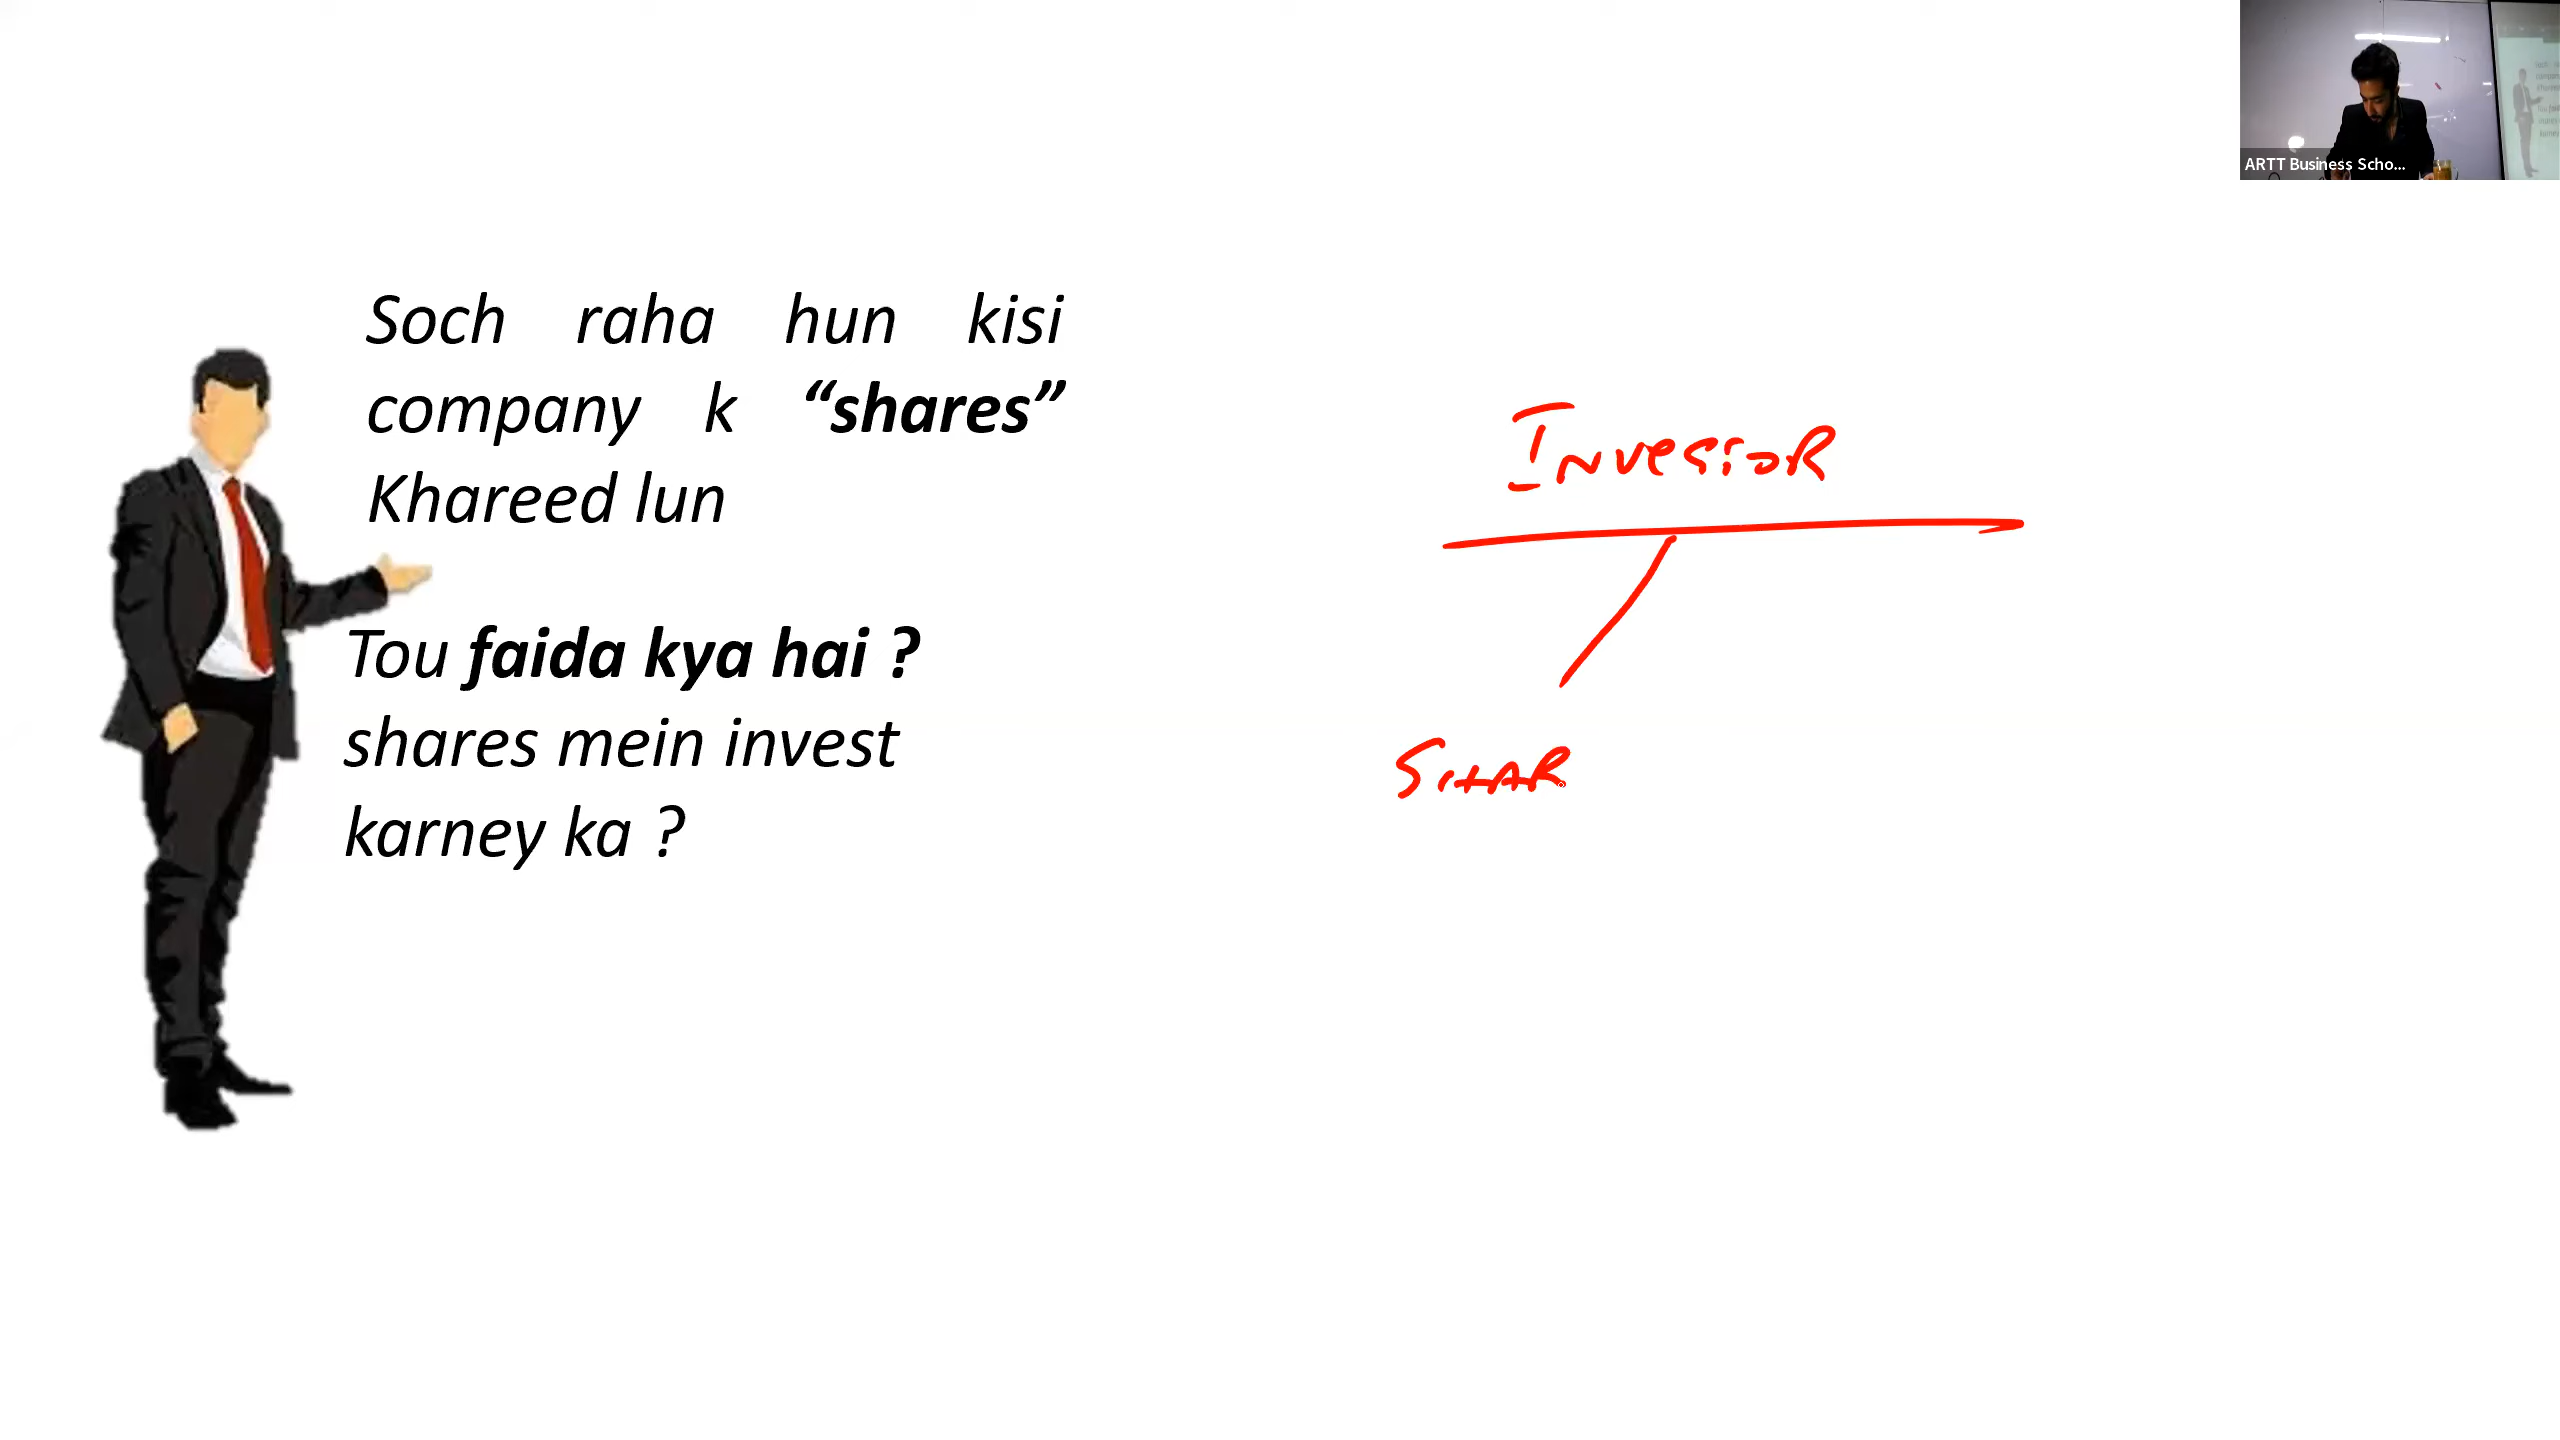 Soch raha hun kisi
company k “shares”
Khareed lun
Tou faida kya hai ?
shares mein invest
karney ka ?
INVESTOR
SHAR
ARTT Business Scho...